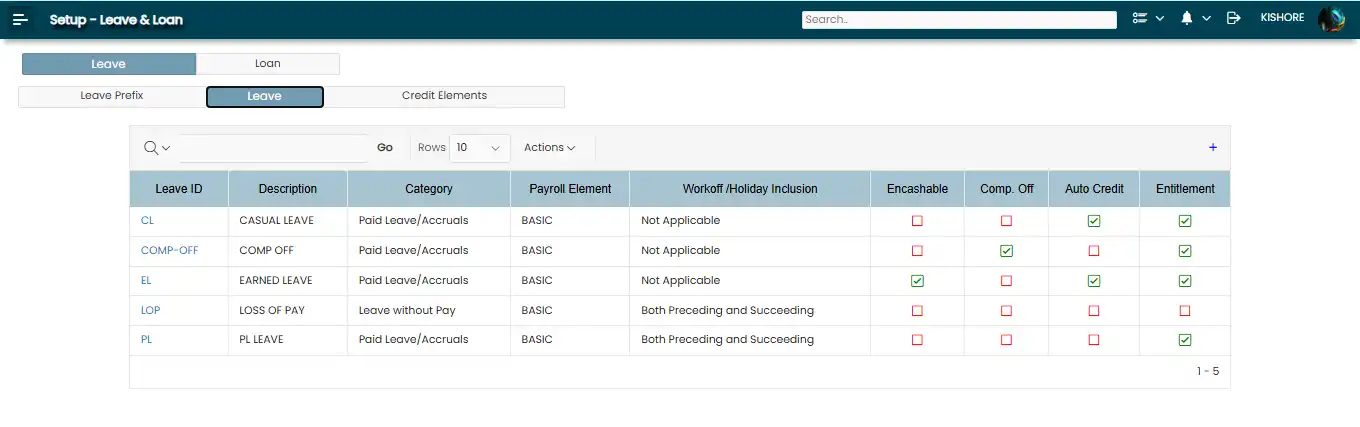 Setup - Leave & Loan Search.. KISHORE
Leave Loan
Leave Prefix Leave Credit Elements
Go Rows 10 Actions +
Leave ID Description Category Payroll Element Workoff /Holiday Inclusion Encashable Comp. Off Auto Credit Entitlement
CL CASUAL LEAVE Paid Leave/Accruals BASIC Not Applicable
COMP-OFF COMP OFF Paid Leave/Accruals BASIC Not Applicable
EL EARNED LEAVE Paid Leave/Accruals BASIC Not Applicable
LOP LOSS OF PAY Leave without Pay BASIC Both Preceding and Succeeding
PL PL LEAVE Paid Leave/Accruals BASIC Both Preceding and Succeeding
1 - 5